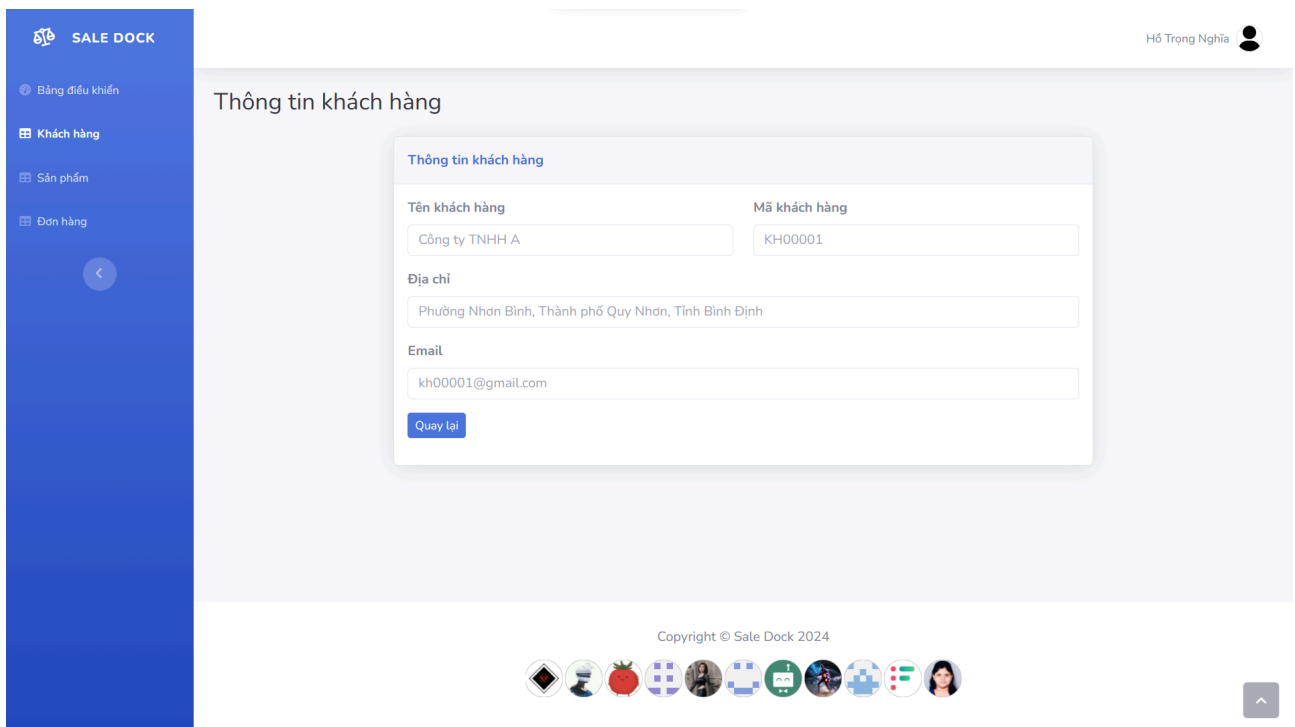 SALE DOCK
Hồ Trọng Nghĩa
Bảng điều khiển
Khách hàng
Sản phẩm
Đơn hàng
Thông tin khách hàng
Thông tin khách hàng
Tên khách hàng
Mã khách hàng
Công ty TNHH A
KH00001
Địa chỉ
Phường Nhơn Bình, Thành phố Quy Nhơn, Tỉnh Bình Định
Email
kh00001@gmail.com
Quay lại
Copyright © Sale Dock 2024